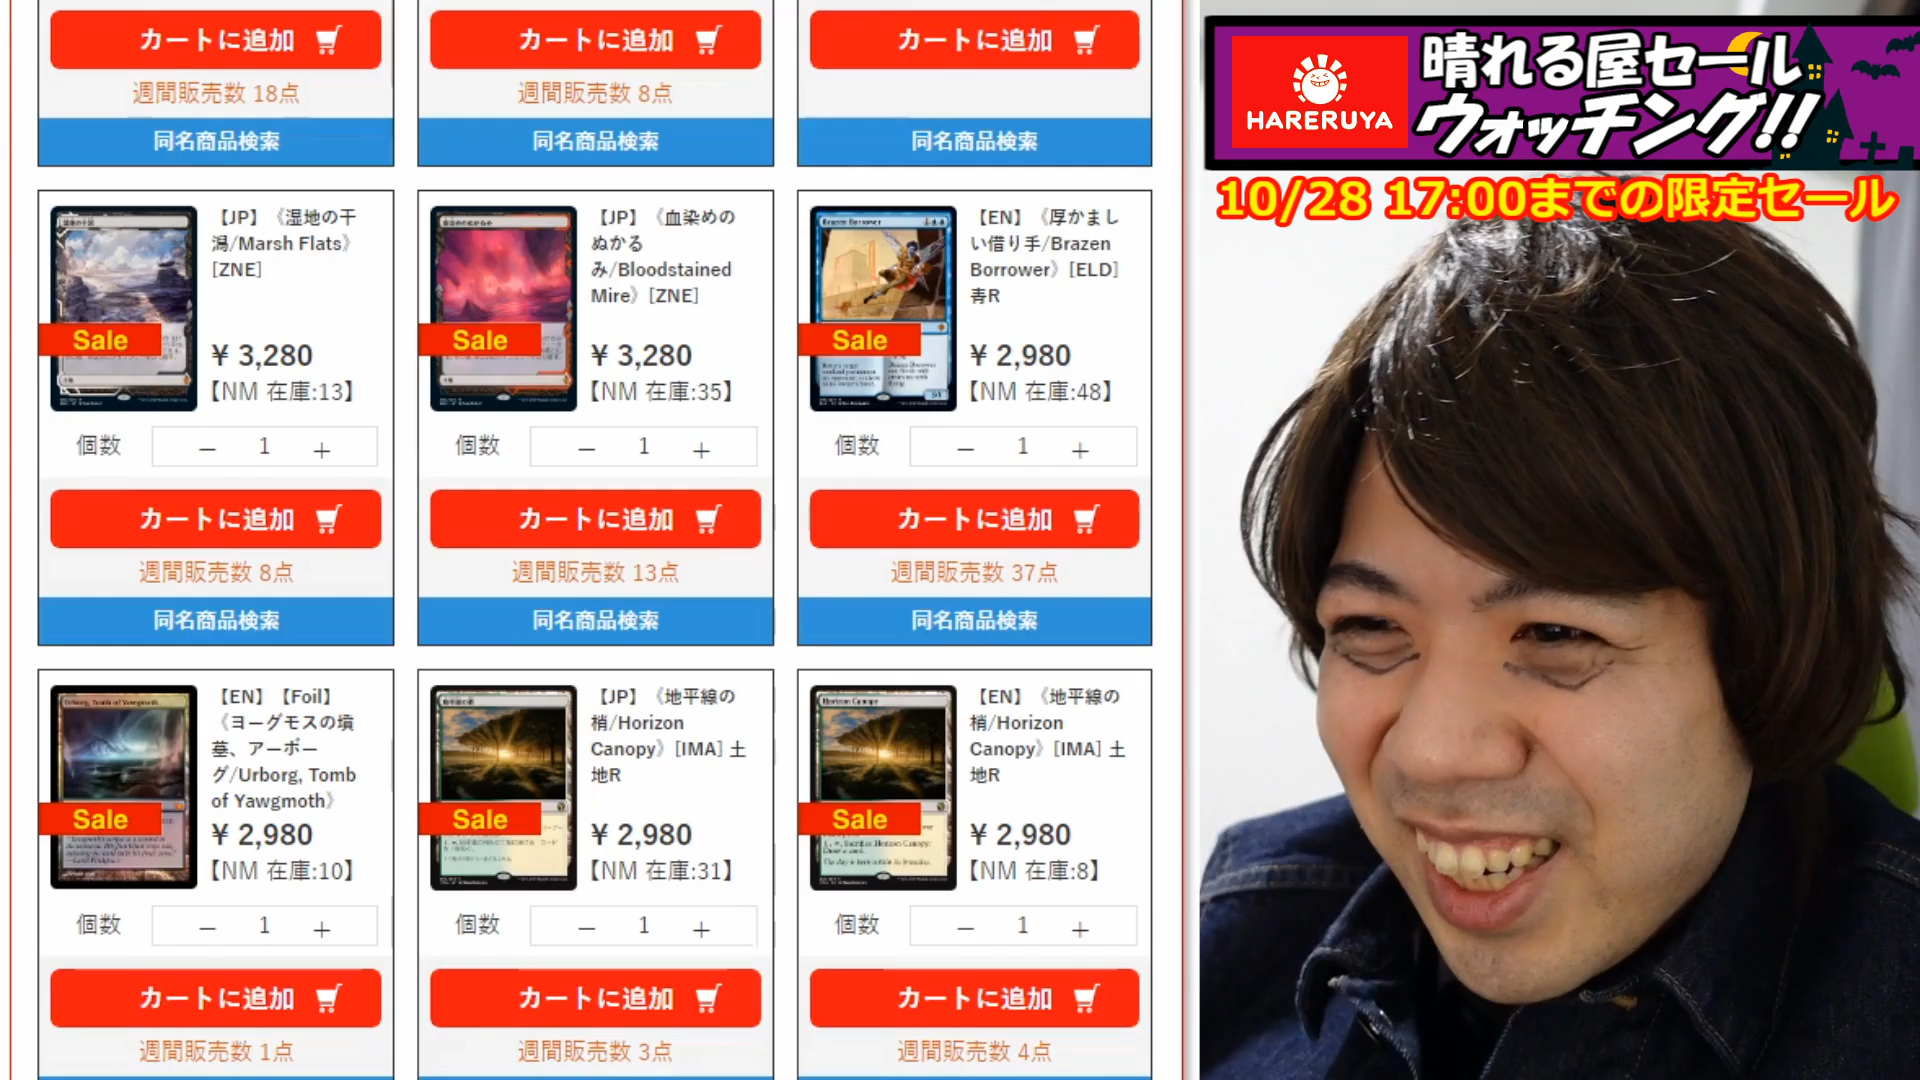 カートに追加
週間販売数 18点
同名商品検索
カートに追加
週間販売数 8点
同名商品検索
カートに追加
同名商品検索
【JP】《湿地の干
潟/Marsh Flats》
[ZNE]
Sale
¥ 3,280
【NM 在庫:13】
個数 － 1 ＋
カートに追加
週間販売数 8点
同名商品検索
【JP】《血染めの
ぬかる
み/Bloodstained
Mire》[ZNE]
Sale
¥ 3,280
【NM 在庫:35】
個数 － 1 ＋
カートに追加
週間販売数 13点
同名商品検索
Brazen Borrower
【EN】《厚かまし
い借り手/Brazen
Borrower》[ELD]
青R
Sale
¥ 2,980
【NM 在庫:48】
個数 － 1 ＋
カートに追加
週間販売数 37点
同名商品検索
Urborg, Tomb of Yawgmoth
【EN】【Foil】
《ヨーグモスの墳
墓、アーボー
グ/Urborg, Tomb
of Yawgmoth》
Sale
¥ 2,980
【NM 在庫:10】
個数 － 1 ＋
カートに追加
週間販売数 1点
【JP】《地平線の
梢/Horizon
Canopy》[IMA] 土
地R
Sale
¥ 2,980
【NM 在庫:31】
個数 － 1 ＋
カートに追加
週間販売数 3点
Horizon Canopy
【EN】《地平線の
梢/Horizon
Canopy》[IMA] 土
地R
Sale
¥ 2,980
【NM 在庫:8】
個数 － 1 ＋
カートに追加
週間販売数 4点
HARERUYA
晴れる屋セール
ウォッチング!!
10/28 17:00までの限定セール